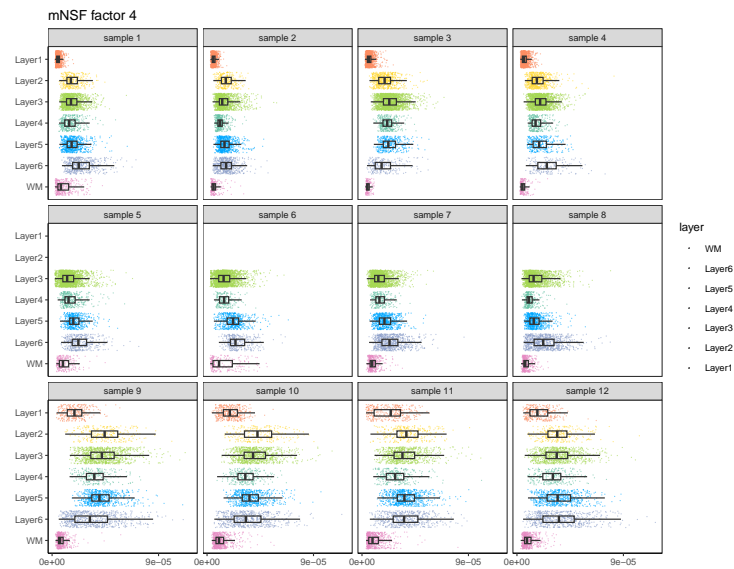 mNSF factor 4
sample 1 sample 2 sample 3 sample 4
Layer1
Layer2
Layer3
Layer4
Layer5
Layer6
WM
sample 5 sample 6 sample 7 sample 8
Layer1
Layer2
Layer3
Layer4
Layer5
Layer6
WM
sample 9 sample 10 sample 11 sample 12
Layer1
Layer2
Layer3
Layer4
Layer5
Layer6
WM
0e+00 9e−05 0e+00 9e−05 0e+00 9e−05 0e+00 9e−05
layer
WM
Layer6
Layer5
Layer4
Layer3
Layer2
Layer1